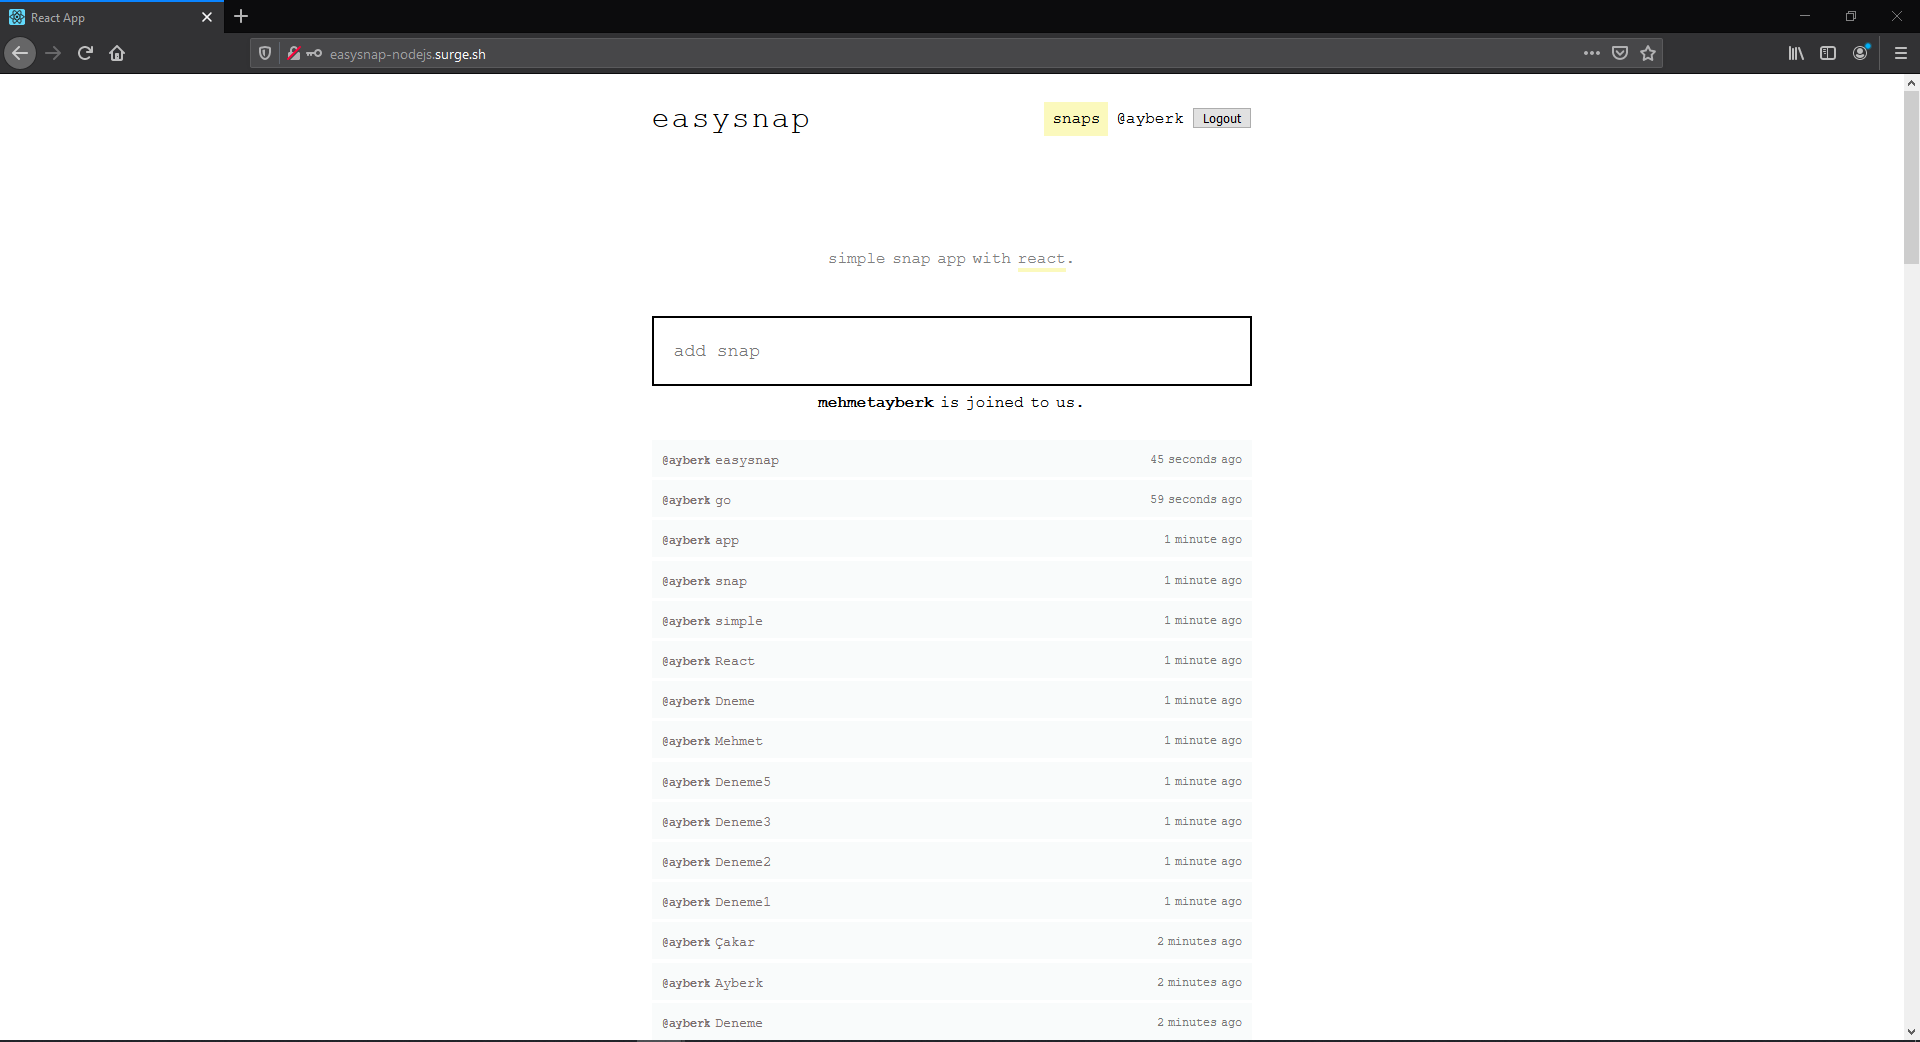 React App
easysnap-nodejs.surge.sh
easysnap
snaps @ayberk Logout
simple snap app with react.
add snap
mehmetayberk is joined to us.
@ayberk easysnap 45 seconds ago
@ayberk go 59 seconds ago
@ayberk app 1 minute ago
@ayberk snap 1 minute ago
@ayberk simple 1 minute ago
@ayberk React 1 minute ago
@ayberk Dneme 1 minute ago
@ayberk Mehmet 1 minute ago
@ayberk Deneme5 1 minute ago
@ayberk Deneme3 1 minute ago
@ayberk Deneme2 1 minute ago
@ayberk Deneme1 1 minute ago
@ayberk Çakar 2 minutes ago
@ayberk Ayberk 2 minutes ago
@ayberk Deneme 2 minutes ago